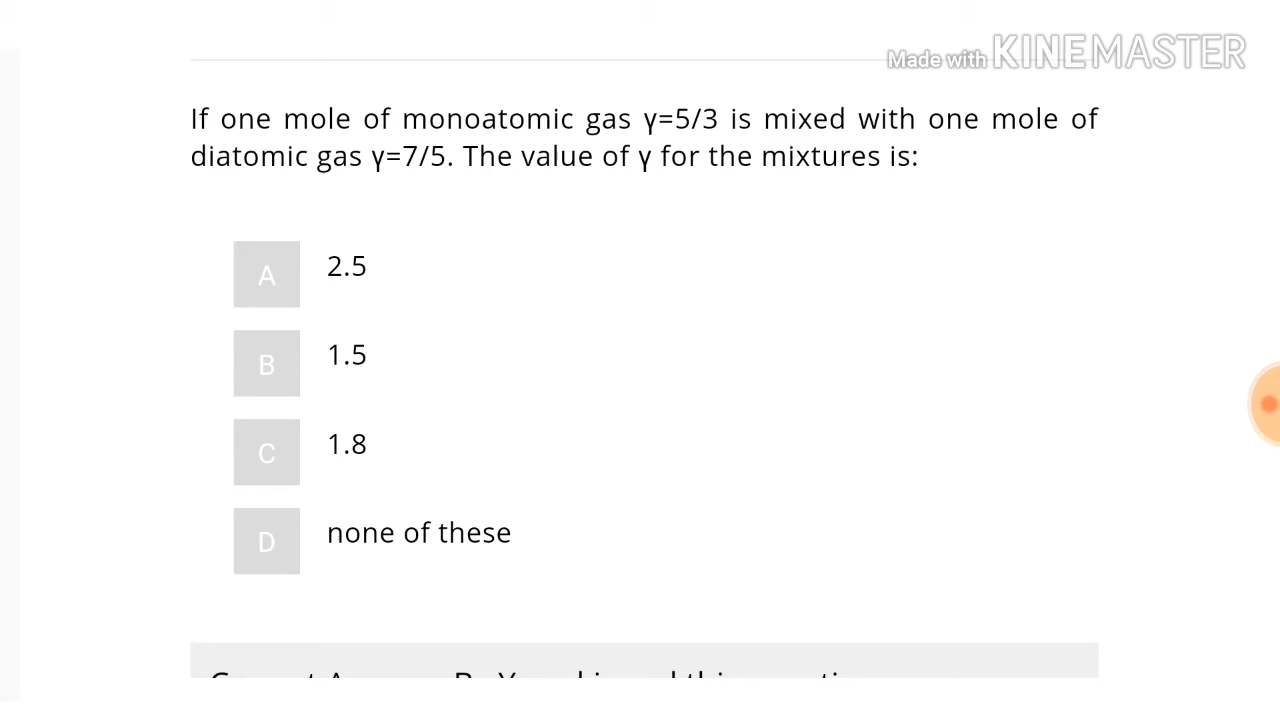 Made with KINEMASTER
If one mole of monoatomic gas γ=5/3 is mixed with one mole of
diatomic gas γ=7/5. The value of γ for the mixtures is:
A 2.5
B 1.5
C 1.8
D none of these